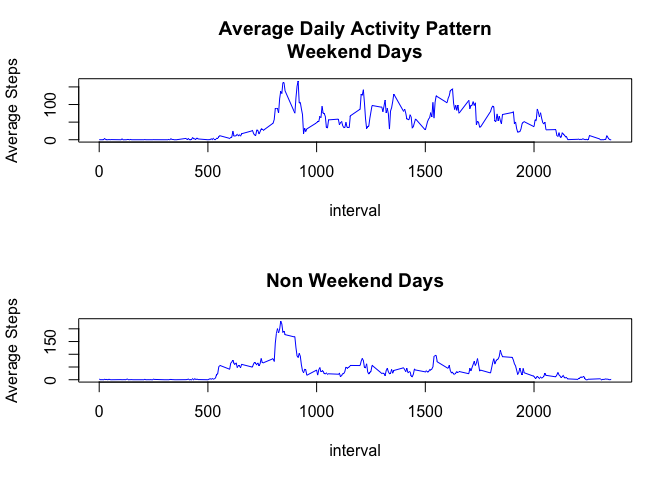 Average Daily Activity Pattern
Weekend Days
Average Steps
100
0
0 500 1000 1500 2000
interval
Non Weekend Days
Average Steps
150
0
0 500 1000 1500 2000
interval